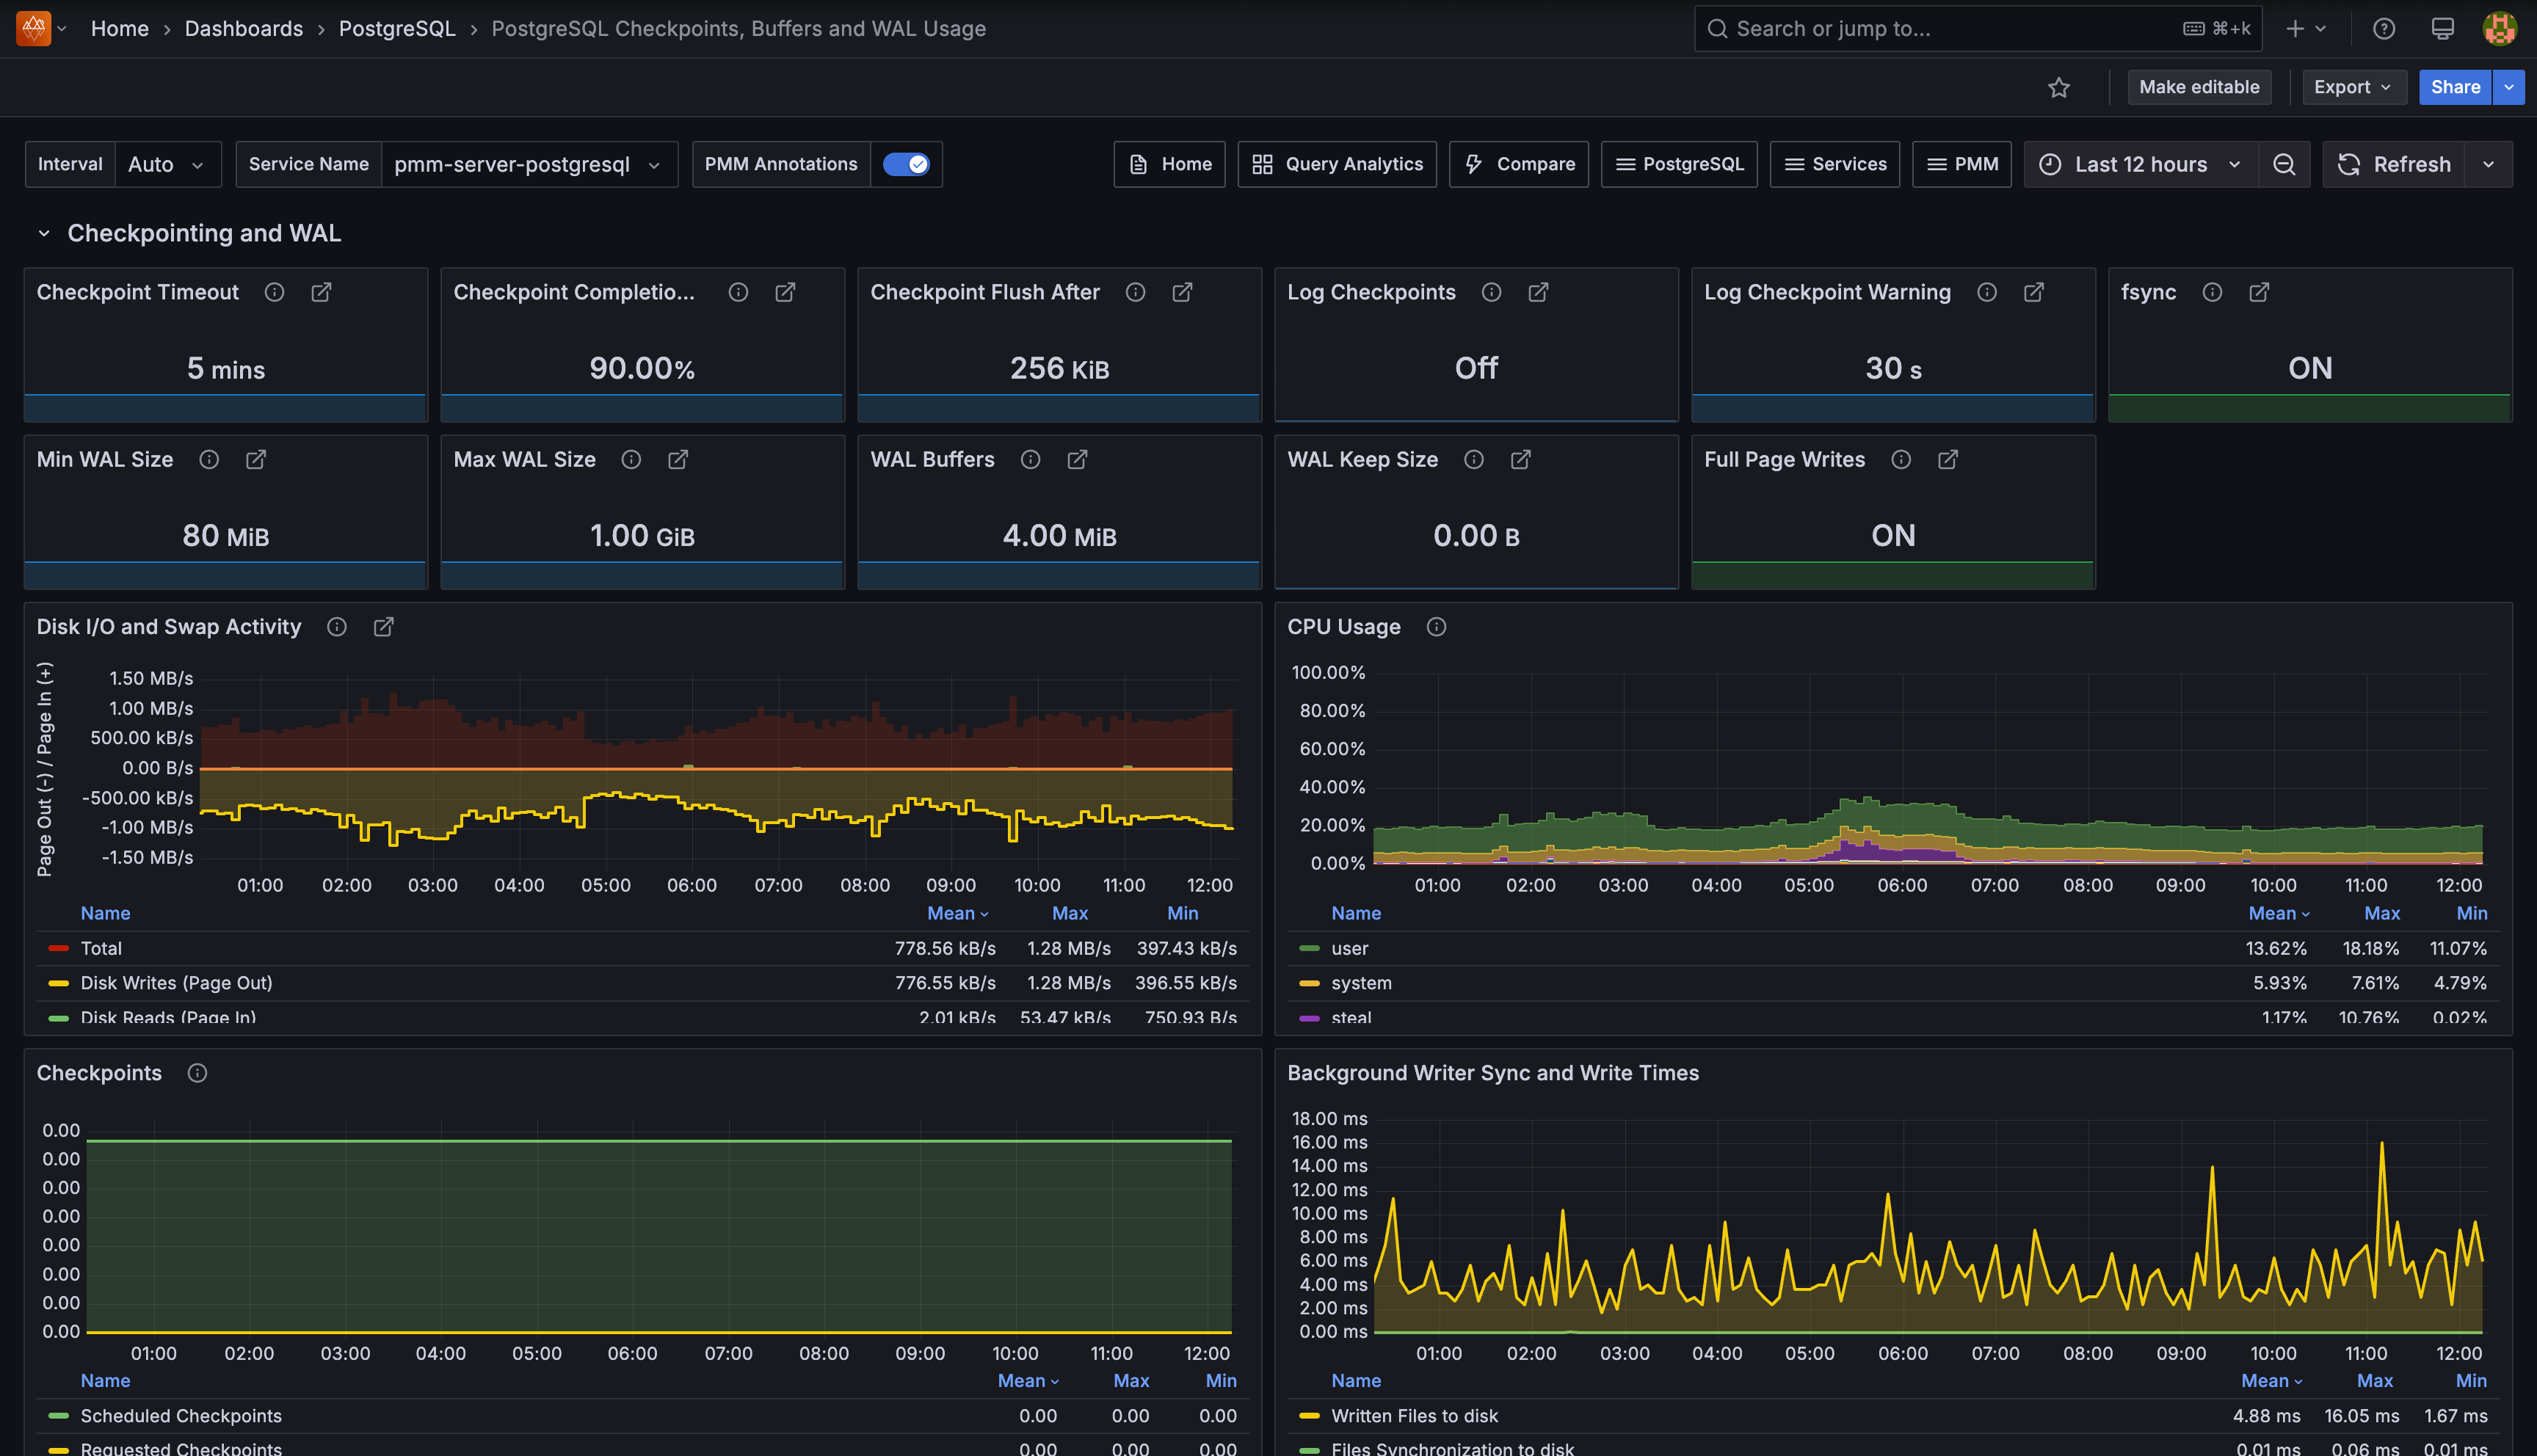 Home › Dashboards › PostgreSQL › PostgreSQL Checkpoints, Buffers and WAL Usage
Search or jump to... ⌘+k
Make editable Export Share
Interval Auto Service Name pmm-server-postgresql PMM Annotations Home Query Analytics Compare PostgreSQL Services PMM Last 12 hours Refresh
Checkpointing and WAL
Checkpoint Timeout Checkpoint Completio... Checkpoint Flush After Log Checkpoints Log Checkpoint Warning fsync
5 mins 90.00% 256 KiB Off 30 s ON
Min WAL Size Max WAL Size WAL Buffers WAL Keep Size Full Page Writes
80 MiB 1.00 GiB 4.00 MiB 0.00 B ON
Disk I/O and Swap Activity
Page Out (-) / Page In (+)
1.50 MB/s
1.00 MB/s
500.00 kB/s
0.00 B/s
-500.00 kB/s
-1.00 MB/s
-1.50 MB/s
01:00 02:00 03:00 04:00 05:00 06:00 07:00 08:00 09:00 10:00 11:00 12:00
Name Mean Max Min
Total 778.56 kB/s 1.28 MB/s 397.43 kB/s
Disk Writes (Page Out) 776.55 kB/s 1.28 MB/s 396.55 kB/s
Disk Reads (Page In) 2.01 kB/s 53.47 kB/s 750.93 B/s
CPU Usage
100.00%
80.00%
60.00%
40.00%
20.00%
0.00%
01:00 02:00 03:00 04:00 05:00 06:00 07:00 08:00 09:00 10:00 11:00 12:00
Name Mean Max Min
user 13.62% 18.18% 11.07%
system 5.93% 7.61% 4.79%
steal 1.17% 10.76% 0.02%
Checkpoints
0.00
0.00
0.00
0.00
0.00
0.00
0.00
0.00
01:00 02:00 03:00 04:00 05:00 06:00 07:00 08:00 09:00 10:00 11:00 12:00
Name Mean Max Min
Scheduled Checkpoints 0.00 0.00 0.00
Requested Checkpoints 0.00 0.00 0.00
Background Writer Sync and Write Times
18.00 ms
16.00 ms
14.00 ms
12.00 ms
10.00 ms
8.00 ms
6.00 ms
4.00 ms
2.00 ms
0.00 ms
01:00 02:00 03:00 04:00 05:00 06:00 07:00 08:00 09:00 10:00 11:00 12:00
Name Mean Max Min
Written Files to disk 4.88 ms 16.05 ms 1.67 ms
Files Synchronization to disk 0.01 ms 0.06 ms 0.01 ms